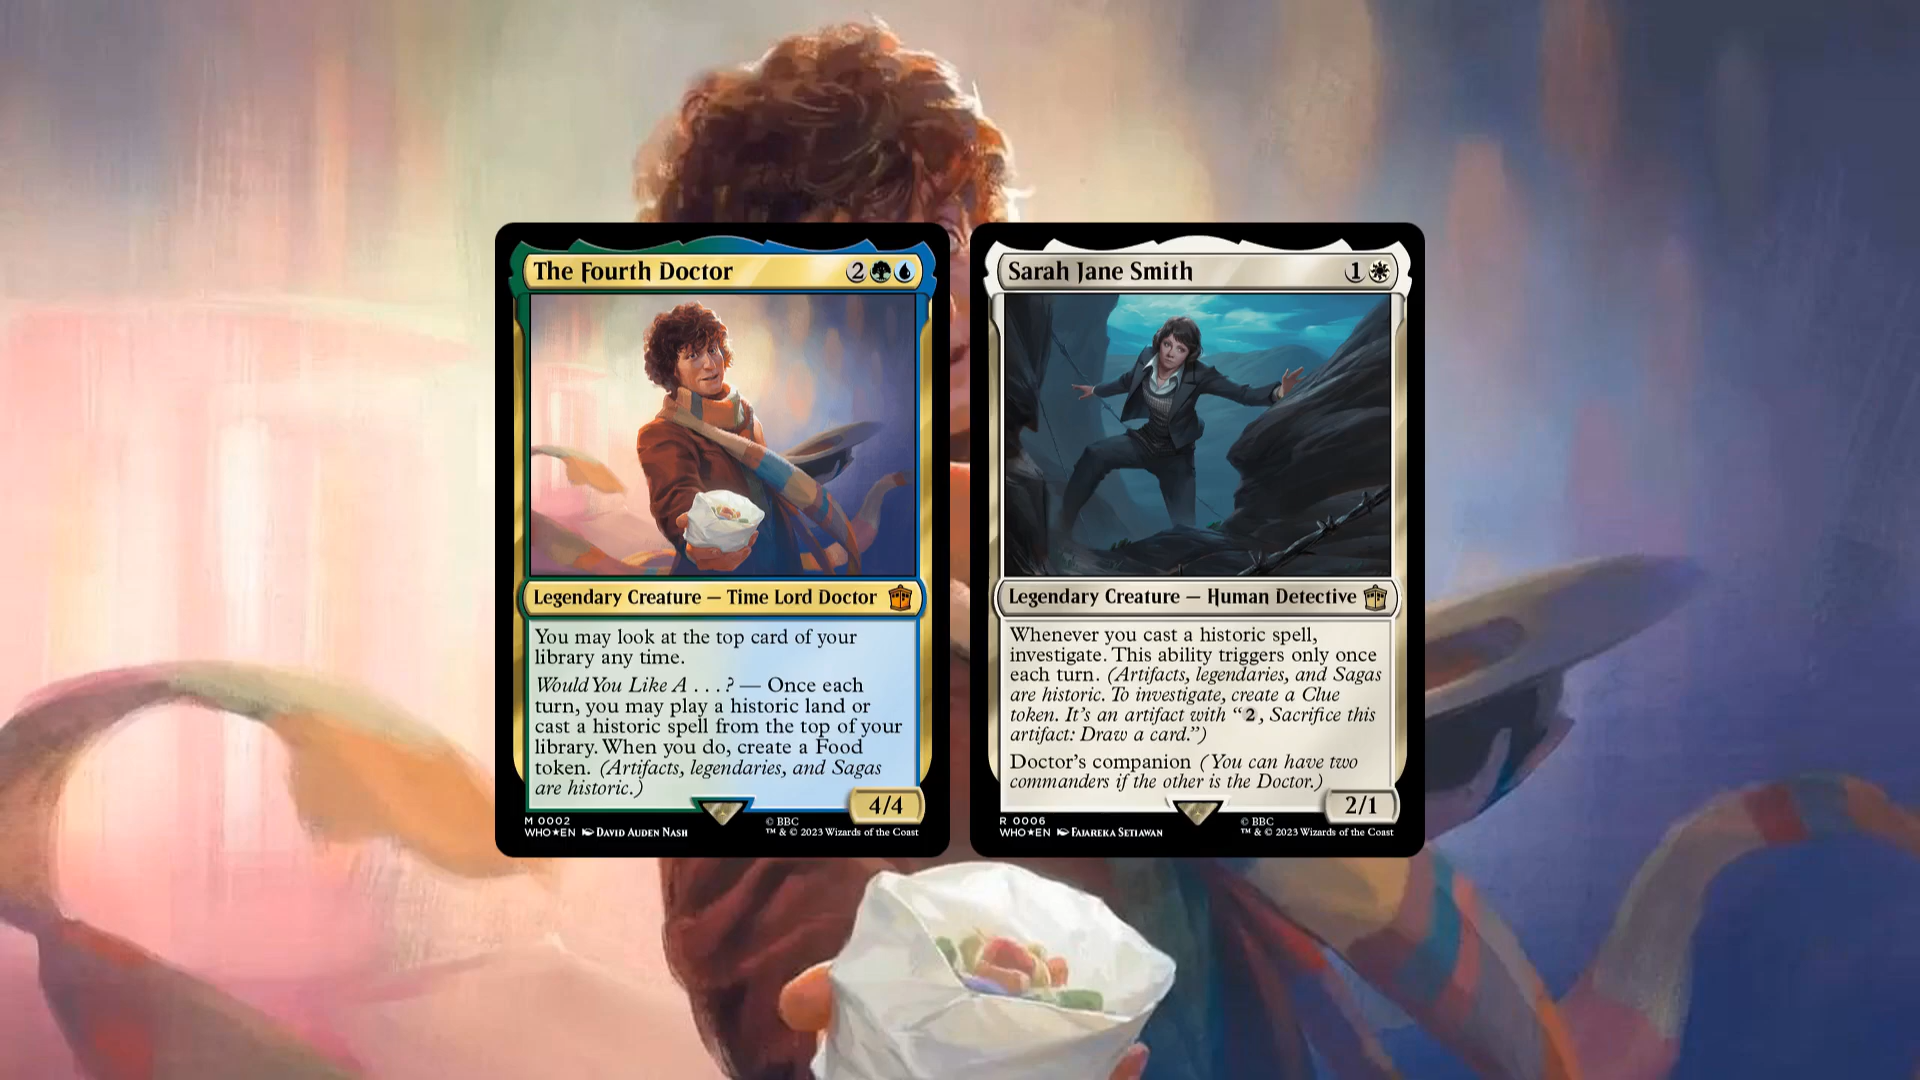 The Fourth Doctor 2
Legendary Creature — Time Lord Doctor
You may look at the top card of your
library any time.
Would You Like A . . . ? — Once each
turn, you may play a historic land or
cast a historic spell from the top of your
library. When you do, create a Food
token. (Artifacts, legendaries, and Sagas
are historic.)
4/4
M 0002
WHO★EN DAVID AUDEN NASH
© BBC
™ & © 2023 Wizards of the Coast
Sarah Jane Smith 1
Legendary Creature — Human Detective
Whenever you cast a historic spell,
investigate. This ability triggers only once
each turn. (Artifacts, legendaries, and Sagas
are historic. To investigate, create a Clue
token. It's an artifact with “2, Sacrifice this
artifact: Draw a card.”)
Doctor's companion (You can have two
commanders if the other is the Doctor.)
2/1
R 0006
WHO★EN FAJAREKA SETIAWAN
© BBC
™ & © 2023 Wizards of the Coast